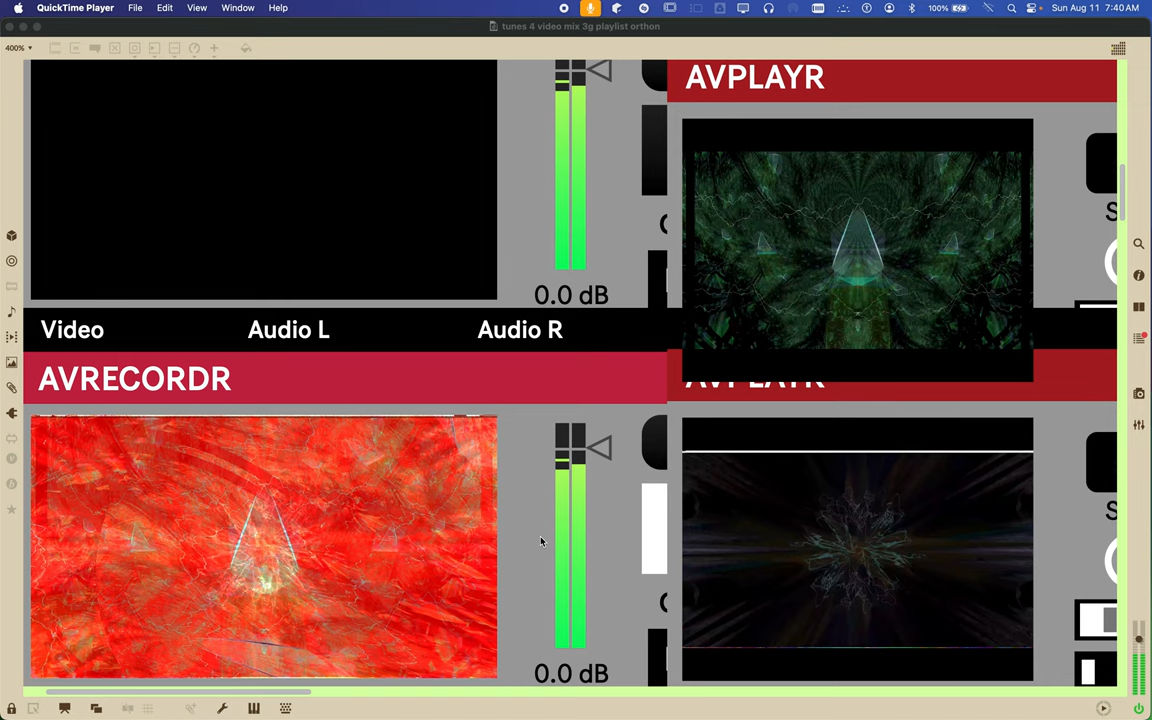 QuickTime Player File Edit View Window Help 100% Sun Aug 11 7:40 AM
tunes 4 video mix 3g playlist orthon
400%
AVPLAYR
0.0 dB
Video Audio L Audio R
AVRECORDR
AVPLAYR
0.0 dB